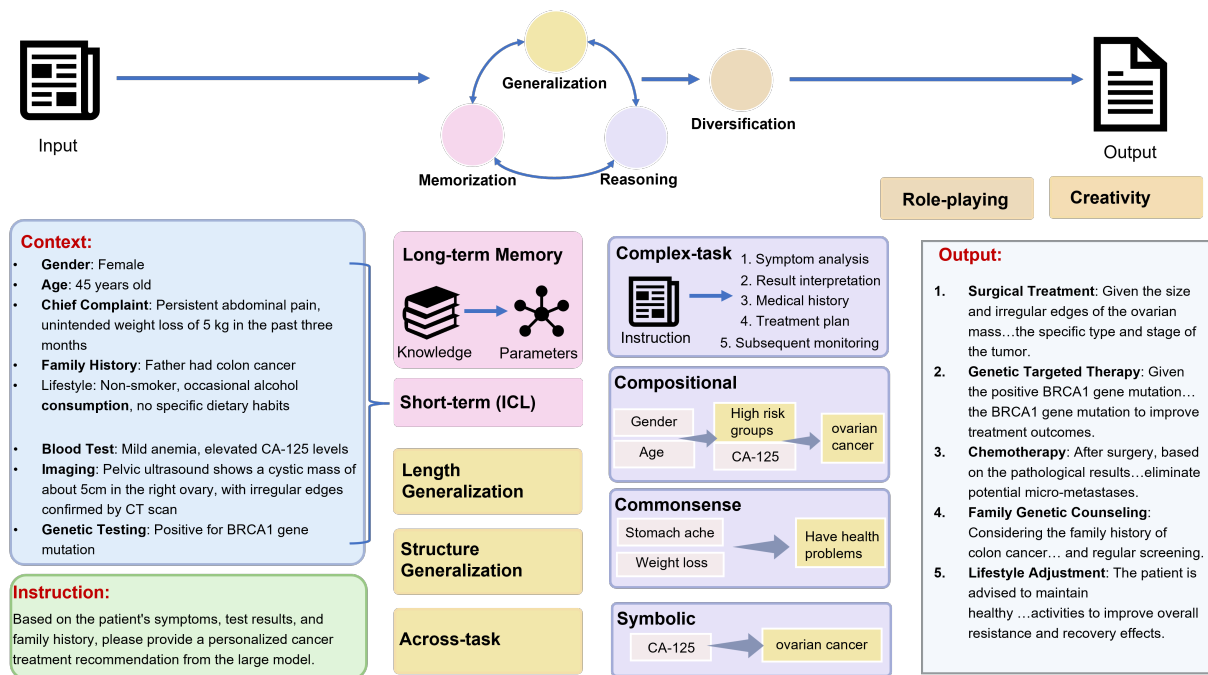 Input
Generalization
Memorization
Reasoning
Diversification
Output
Role-playing
Creativity
Context:
• Gender: Female
• Age: 45 years old
• Chief Complaint: Persistent abdominal pain,
unintended weight loss of 5 kg in the past three
months
• Family History: Father had colon cancer
• Lifestyle: Non-smoker, occasional alcohol
consumption, no specific dietary habits
• Blood Test: Mild anemia, elevated CA-125 levels
• Imaging: Pelvic ultrasound shows a cystic mass of
about 5cm in the right ovary, with irregular edges
confirmed by CT scan
• Genetic Testing: Positive for BRCA1 gene
mutation
Instruction:
Based on the patient's symptoms, test results, and
family history, please provide a personalized cancer
treatment recommendation from the large model.
Long-term Memory
Knowledge
Parameters
Short-term (ICL)
Length
Generalization
Structure
Generalization
Across-task
Complex-task
Instruction
1. Symptom analysis
2. Result interpretation
3. Medical history
4. Treatment plan
5. Subsequent monitoring
Compositional
Gender
Age
High risk
groups
CA-125
ovarian
cancer
Commonsense
Stomach ache
Weight loss
Have health
problems
Symbolic
CA-125
ovarian cancer
Output:
1. Surgical Treatment: Given the size
and irregular edges of the ovarian
mass…the specific type and stage of
the tumor.
2. Genetic Targeted Therapy: Given
the positive BRCA1 gene mutation…
the BRCA1 gene mutation to improve
treatment outcomes.
3. Chemotherapy: After surgery, based
on the pathological results…eliminate
potential micro-metastases.
4. Family Genetic Counseling:
Considering the family history of
colon cancer… and regular screening.
5. Lifestyle Adjustment: The patient is
advised to maintain
healthy …activities to improve overall
resistance and recovery effects.